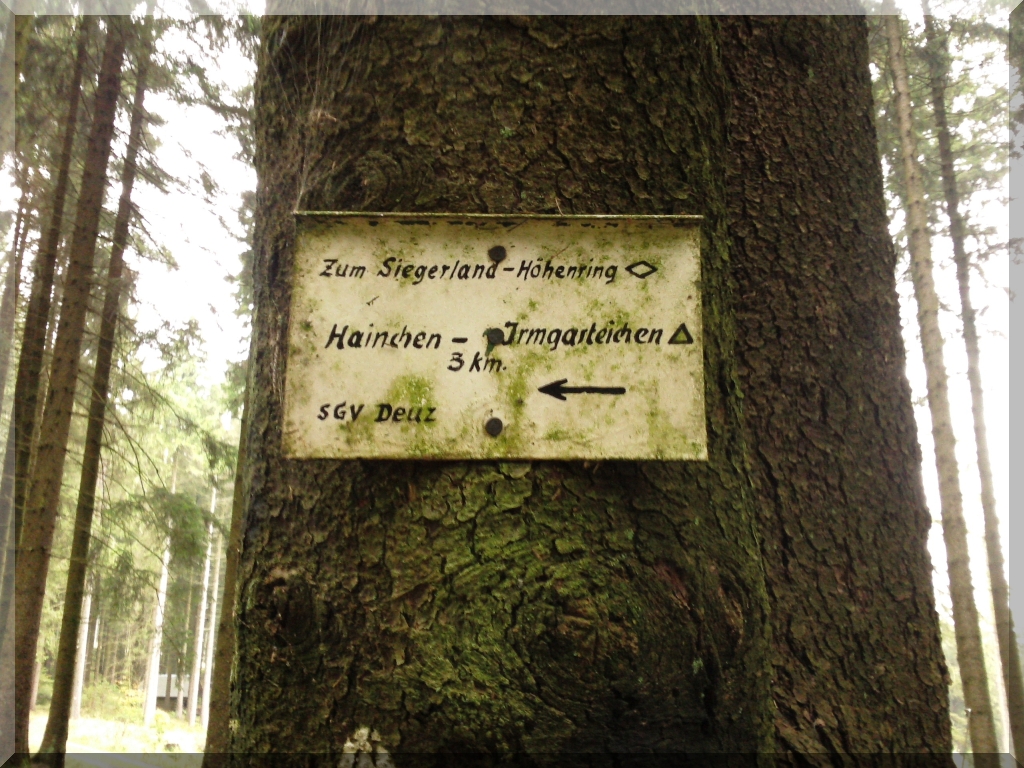 Zum Siegerland-Höhenring
Hainchen - Irmgarteichen
3 km.
SGV Deuz